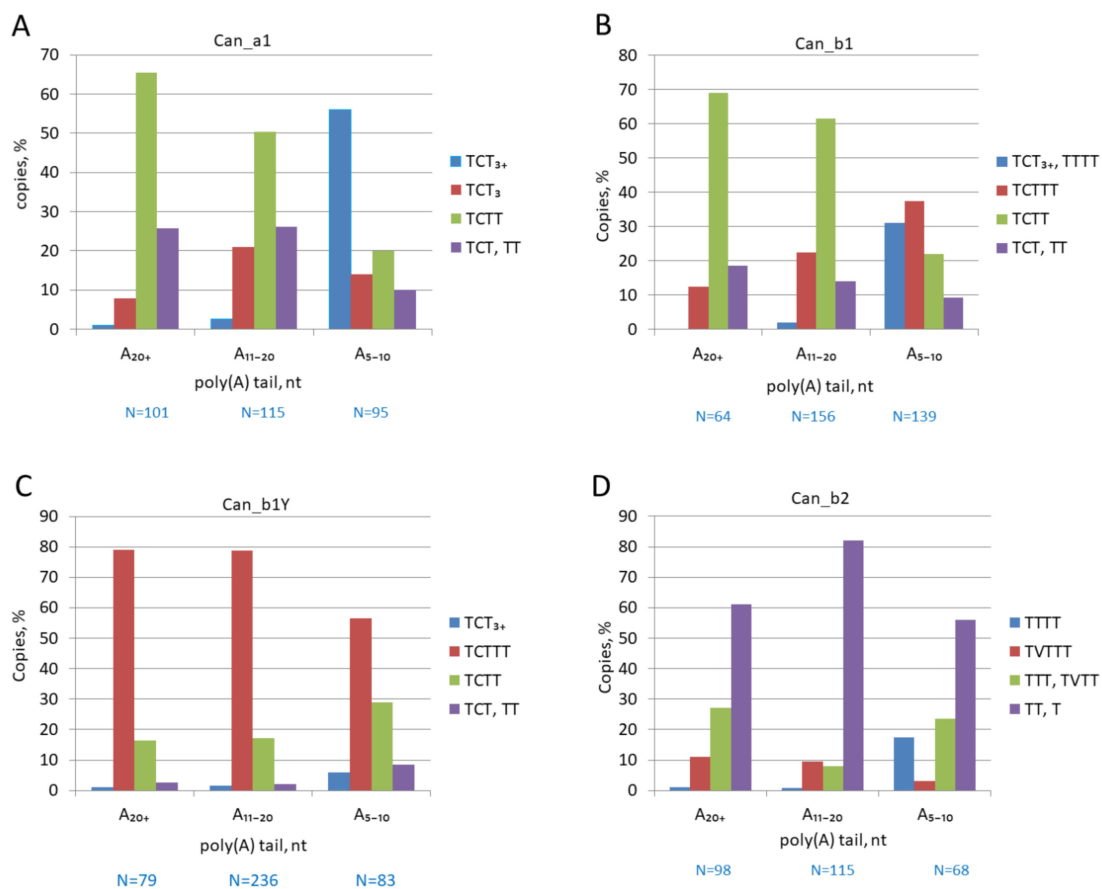 A
Can_a1
70
60
50
40
30
20
10
0
copies, %
A₂₀₊ A₁₁₋₂₀ A₅₋₁₀
poly(A) tail, nt
N=101 N=115 N=95
TCT₃₊
TCT₃
TCTT
TCT, TT
B
Can_b1
80
70
60
50
40
30
20
10
0
Copies, %
A₂₀₊ A₁₁₋₂₀ A₅₋₁₀
poly(A) tail, nt
N=64 N=156 N=139
TCT₃₊, TTTT
TCTTT
TCTT
TCT, TT
C
Can_b1Y
90
80
70
60
50
40
30
20
10
0
Copies, %
A₂₀₊ A₁₁₋₂₀ A₅₋₁₀
poly(A) tail, nt
N=79 N=236 N=83
TCT₃₊
TCTTT
TCTT
TCT, TT
D
Can_b2
90
80
70
60
50
40
30
20
10
0
Copies, %
A₂₀₊ A₁₁₋₂₀ A₅₋₁₀
poly(A) tail, nt
N=98 N=115 N=68
TTTT
TVTTT
TTT, TVTT
TT, T